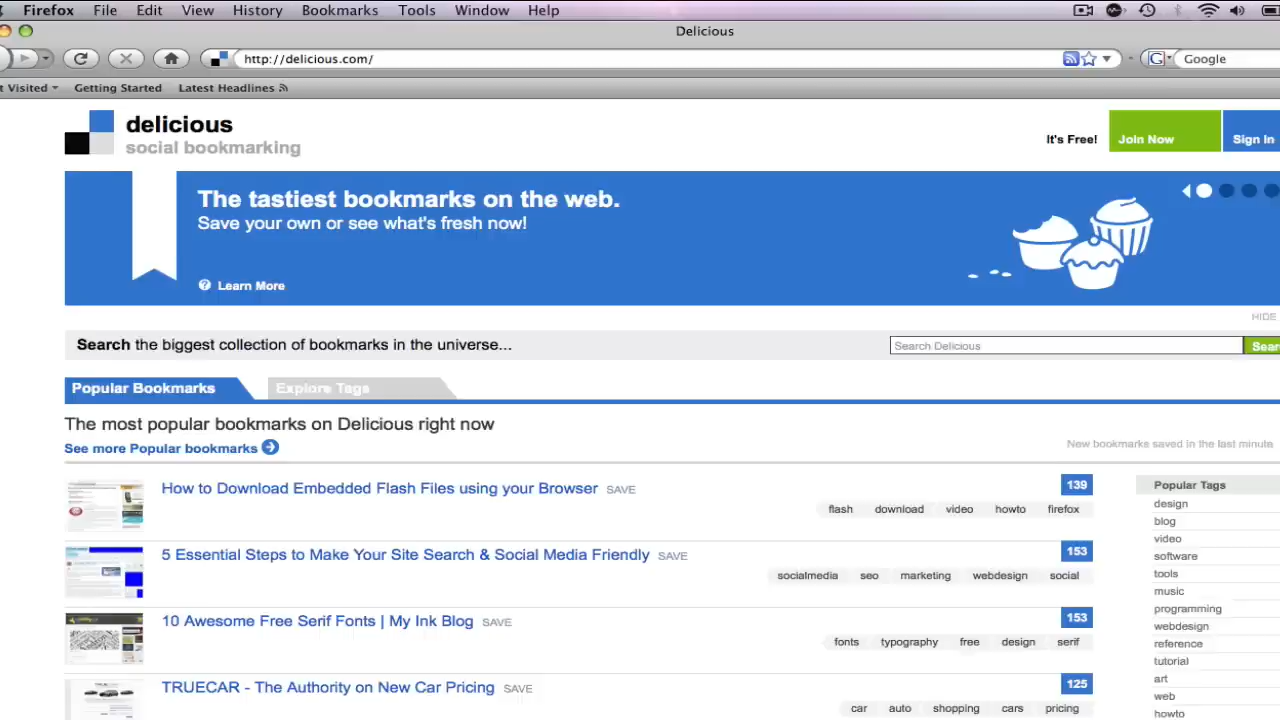 Firefox File Edit View History Bookmarks Tools Window Help
Delicious
http://delicious.com/
Google
Visited Getting Started Latest Headlines
delicious
social bookmarking
It's Free! Join Now Sign In
The tastiest bookmarks on the web.
Save your own or see what's fresh now!
? Learn More
HIDE
Search the biggest collection of bookmarks in the universe...
Search Delicious
Sear
Popular Bookmarks Explore Tags
The most popular bookmarks on Delicious right now
See more Popular bookmarks
New bookmarks saved in the last minute
How to Download Embedded Flash Files using your Browser SAVE 139
flash download video howto firefox
5 Essential Steps to Make Your Site Search & Social Media Friendly SAVE 153
socialmedia seo marketing webdesign social
10 Awesome Free Serif Fonts | My Ink Blog SAVE 153
fonts typography free design serif
TRUECAR - The Authority on New Car Pricing SAVE 125
car auto shopping cars pricing
Popular Tags
design
blog
video
software
tools
music
programming
webdesign
reference
tutorial
art
web
howto